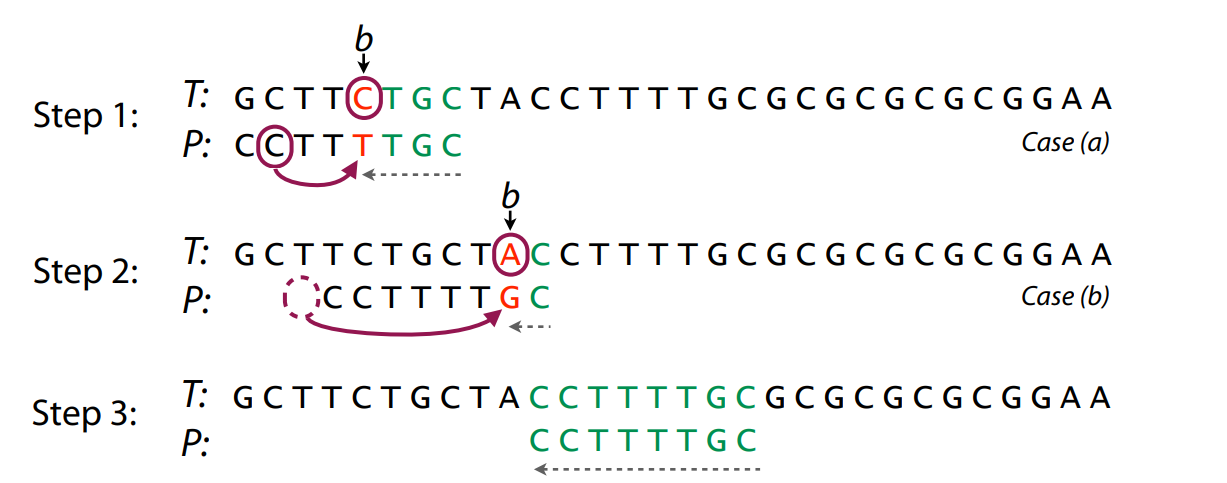 b
Step 1: T: G C T T C T G C T A C C T T T T G C G C G C G C G C G G A A
P: C C T T T T G C Case (a)
b
Step 2: T: G C T T C T G C T A C C T T T T G C G C G C G C G C G G A A
P: C C T T T T G C Case (b)
Step 3: T: G C T T C T G C T A C C T T T T G C G C G C G C G C G G A A
P: C C T T T T G C